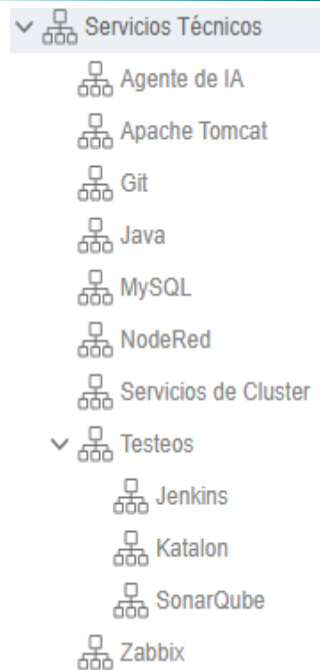 Servicios Técnicos
Agente de IA
Apache Tomcat
Git
Java
MySQL
NodeRed
Servicios de Cluster
Testeos
Jenkins
Katalon
SonarQube
Zabbix